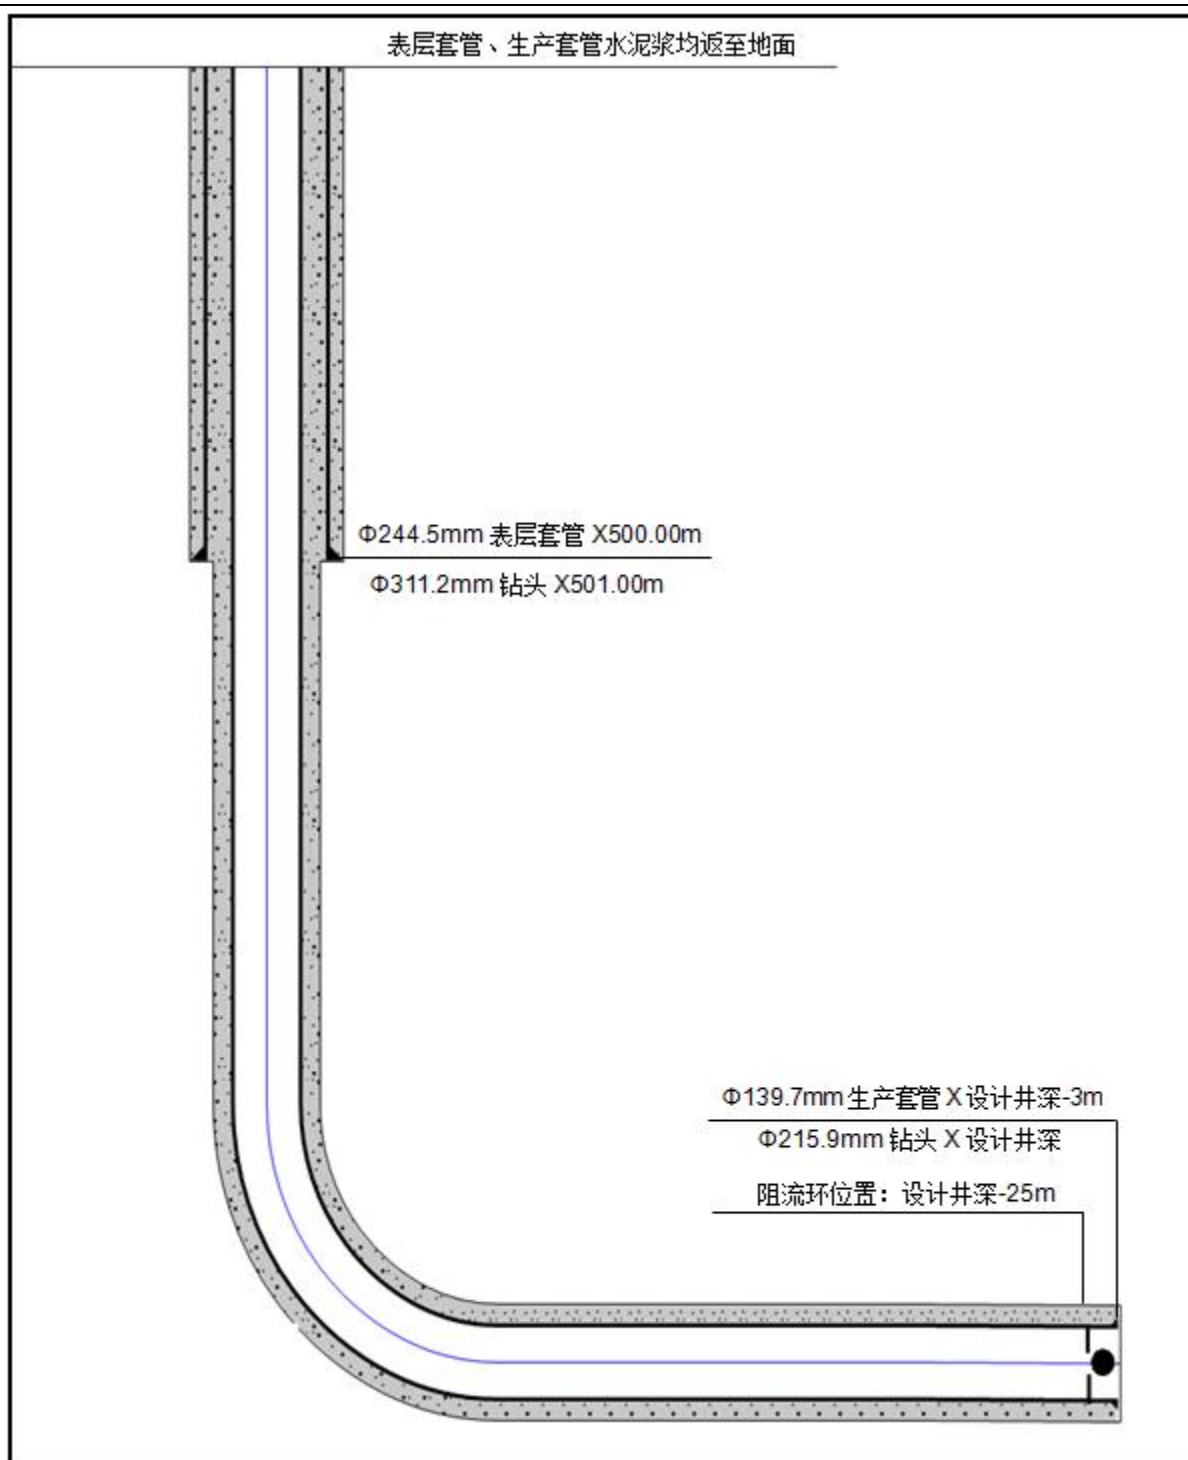 表层套管、生产套管水泥浆均返至地面
Φ244.5mm 表层套管 X500.00m
Φ311.2mm 钻头 X501.00m
Φ139.7mm 生产套管 X 设计井深-3m
Φ215.9mm 钻头 X 设计井深
阻流环位置：设计井深-25m